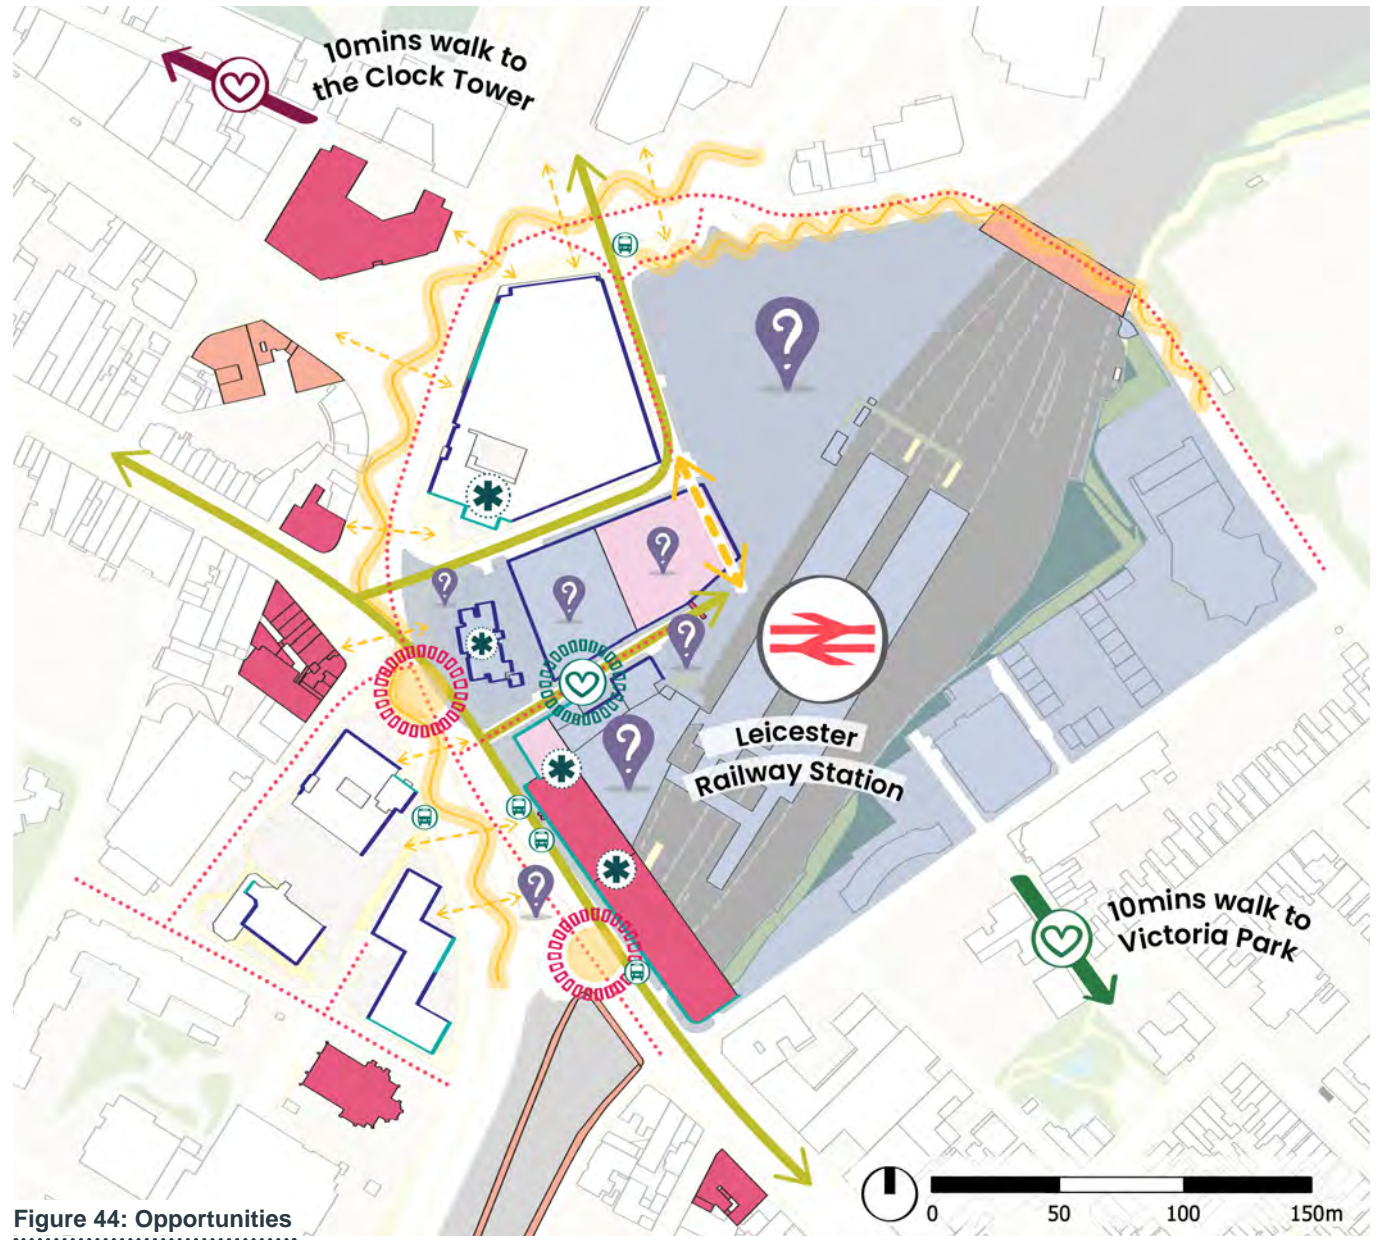 10mins walk to
the Clock Tower
?
?
?
?
?
?
?
Leicester
Railway Station
10mins walk to
Victoria Park
0 50 100 150m
Figure 44: Opportunities